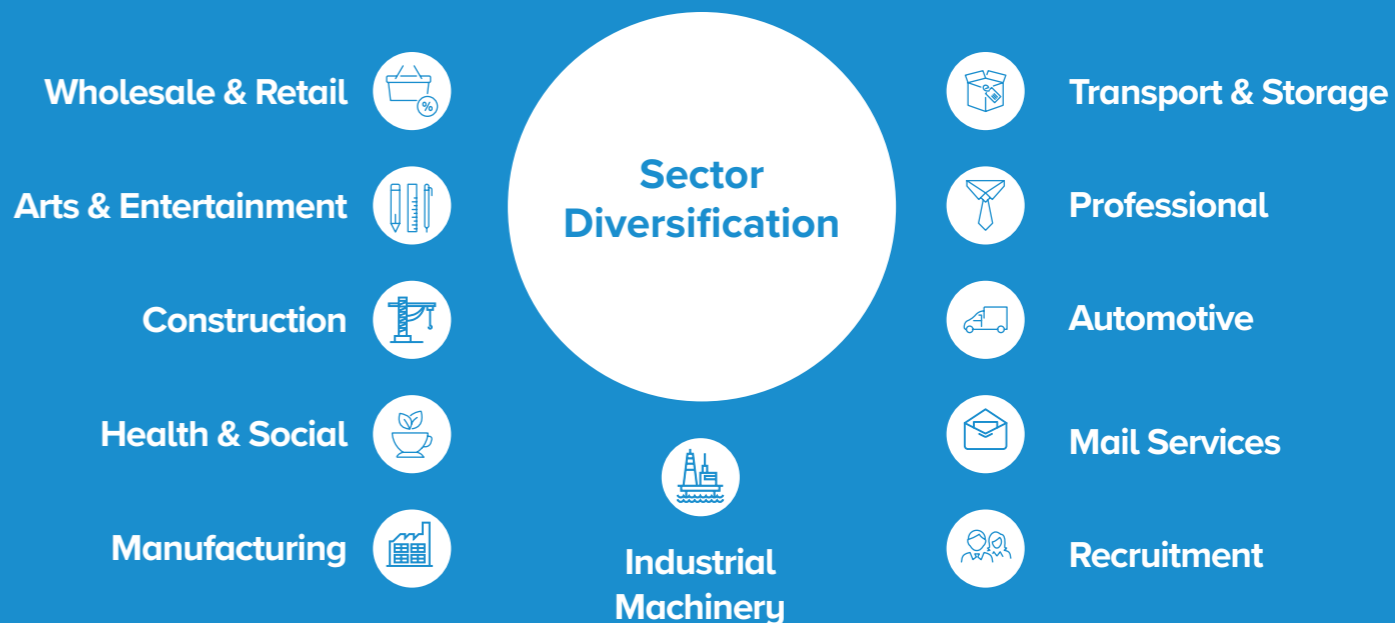 Sector
Diversification
Wholesale & Retail
%
Arts & Entertainment
Construction
Health & Social
Manufacturing
Industrial
Machinery
Transport & Storage
Professional
Automotive
Mail Services
Recruitment